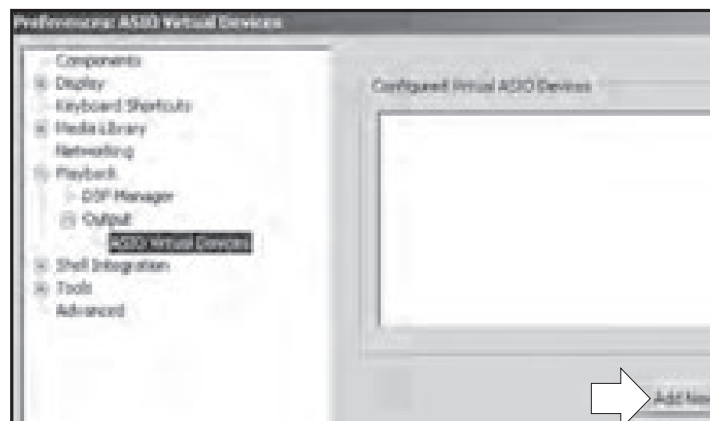 Preferences: ASIO Virtual Devices
Components
Display
Keyboard Shortcuts
Media Library
Networking
Playback
DSP Manager
Output
ASIO Virtual Devices
Shell Integration
Tools
Advanced
Configured Virtual ASIO Devices
Add New